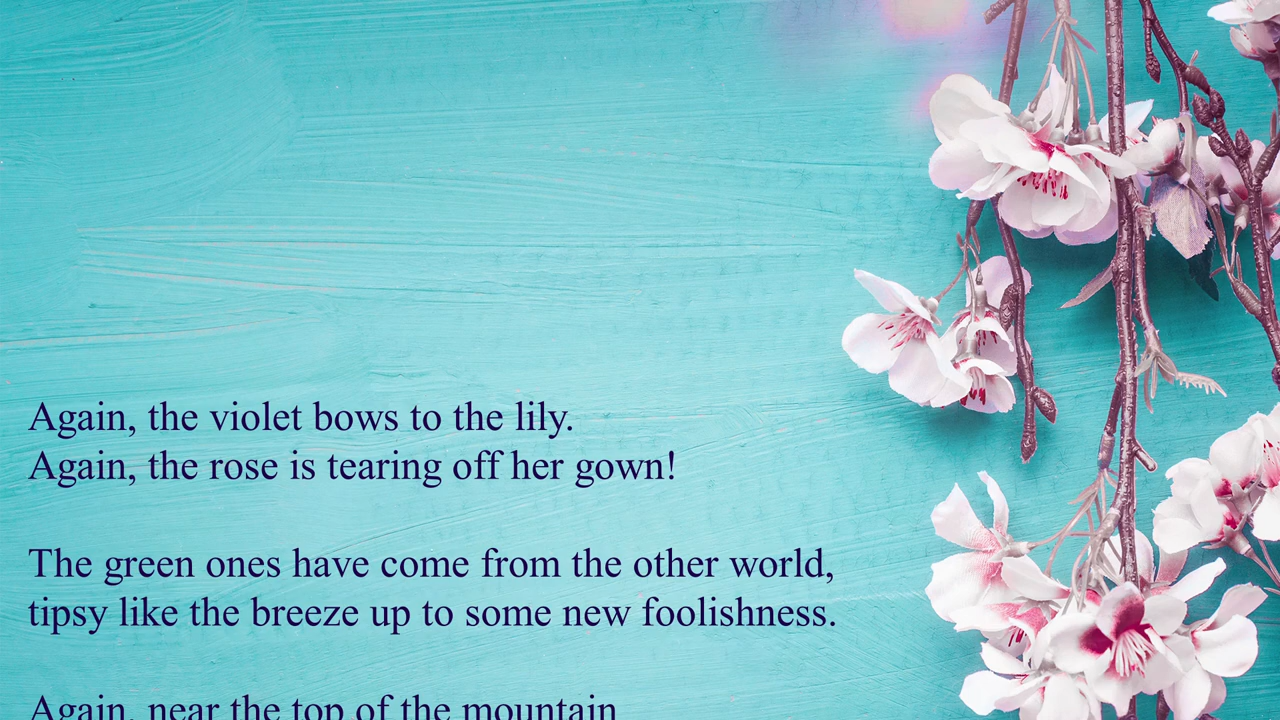 Again, the violet bows to the lily.
Again, the rose is tearing off her gown!
The green ones have come from the other world,
tipsy like the breeze up to some new foolishness.
Again, near the top of the mountain